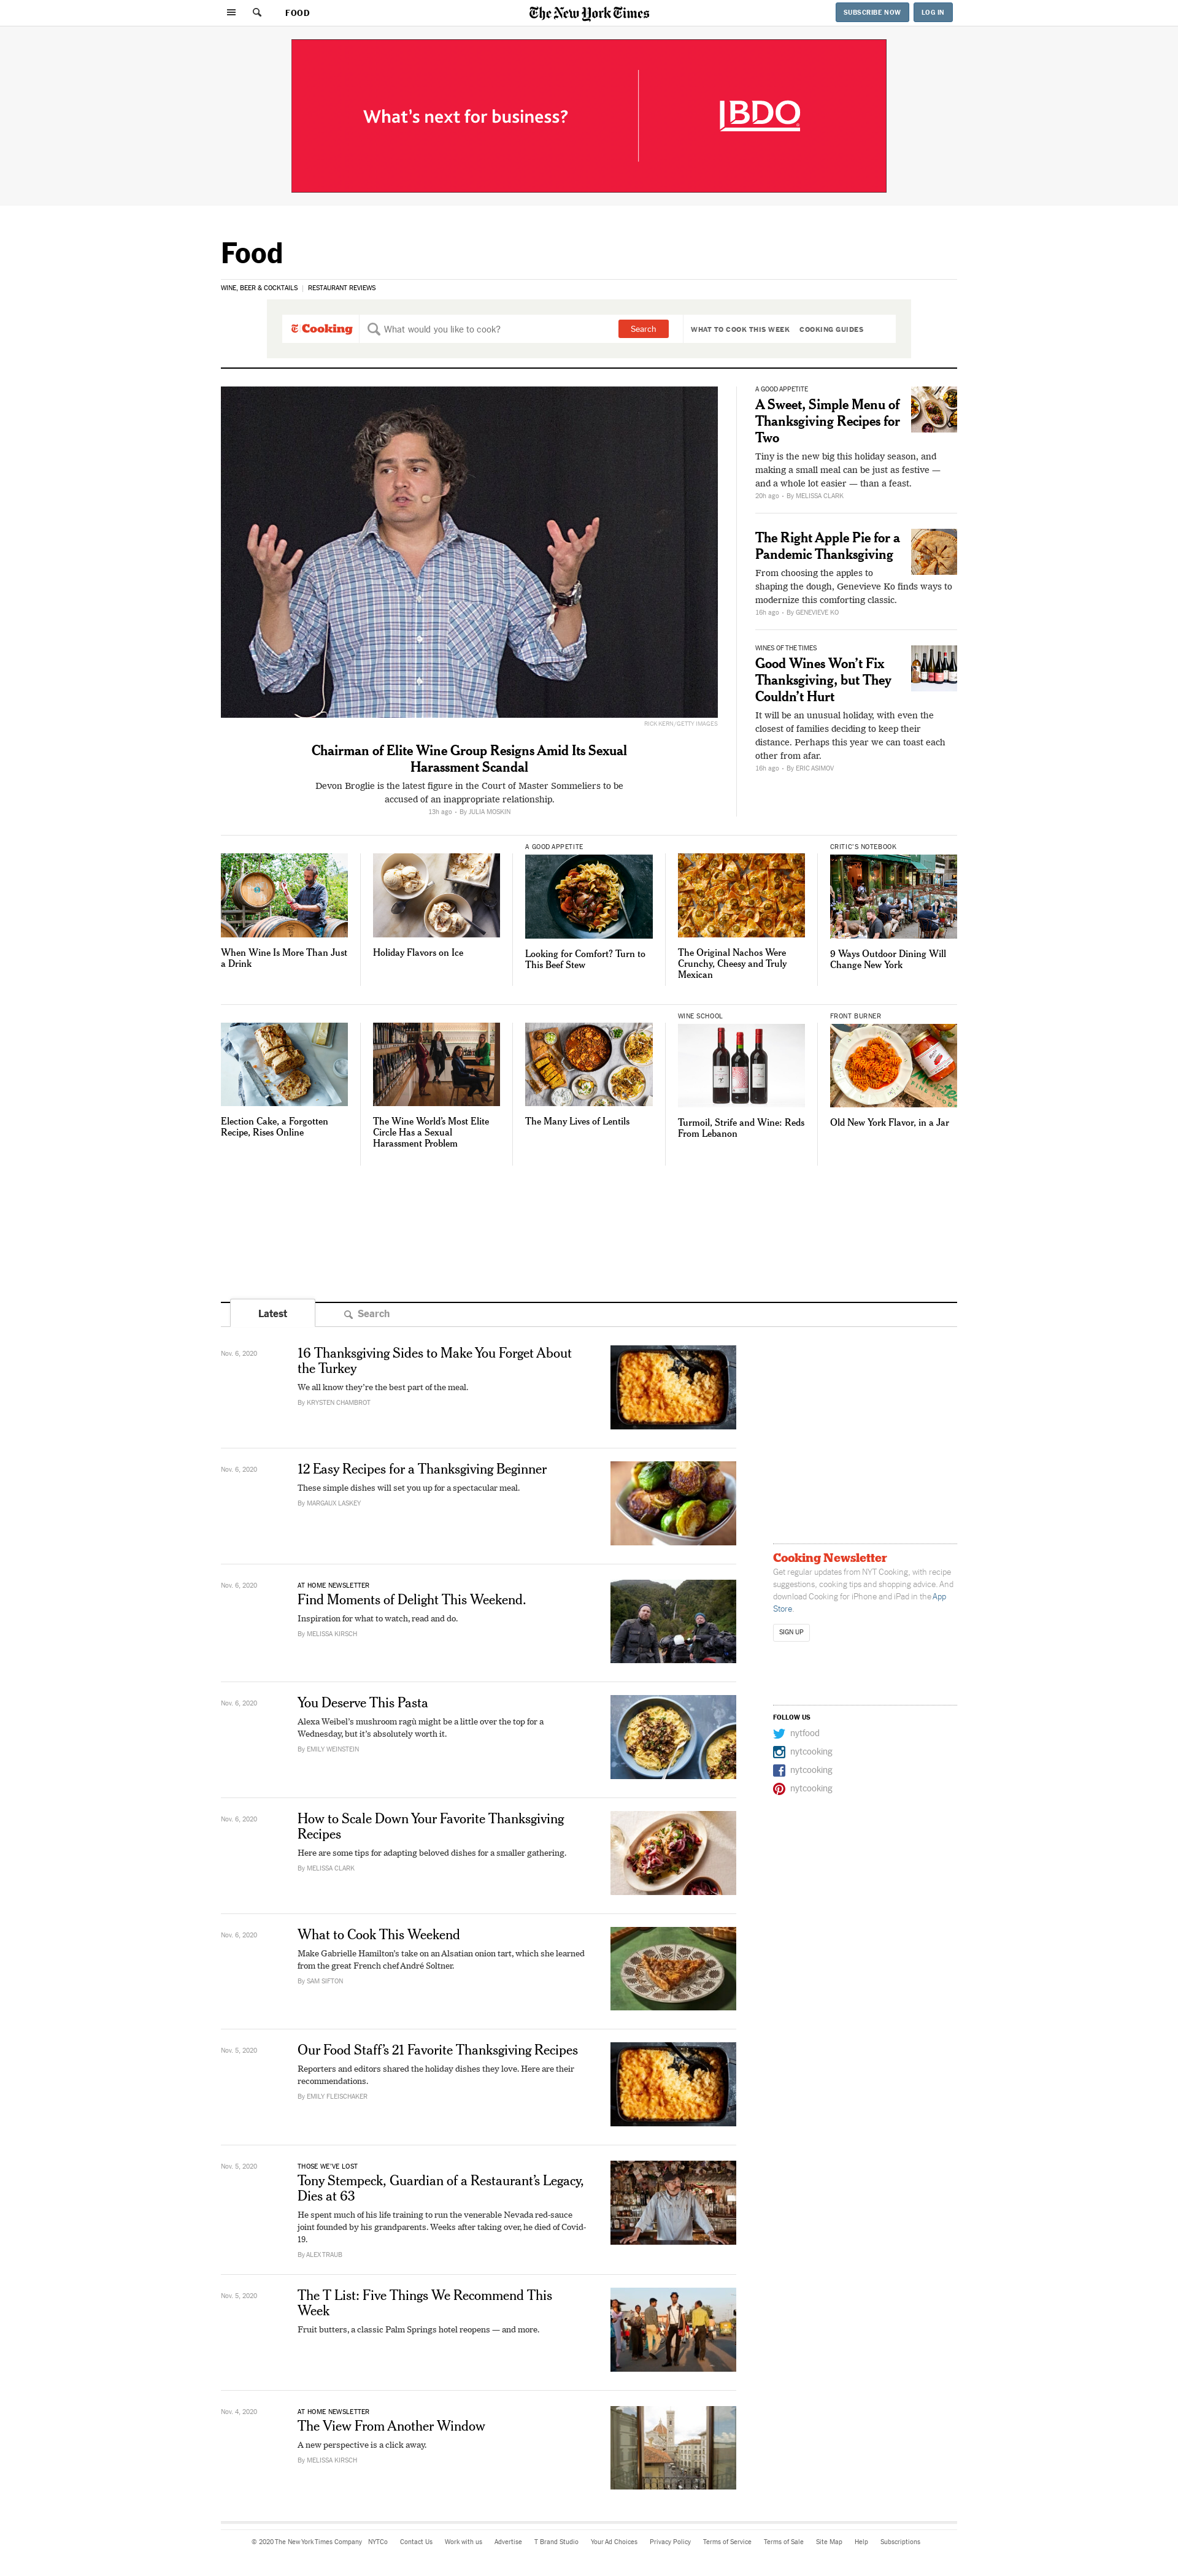 FOOD
The New York Times
SUBSCRIBE NOW
LOG IN
What's next for business?
BDO
Food
WINE, BEER & COCKTAILS | RESTAURANT REVIEWS
Cooking
What would you like to cook?
Search
WHAT TO COOK THIS WEEK
COOKING GUIDES
RICK KERN/GETTY IMAGES
Chairman of Elite Wine Group Resigns Amid Its Sexual
Harassment Scandal
Devon Broglie is the latest figure in the Court of Master Sommeliers to be
accused of an inappropriate relationship.
13h ago • By JULIA MOSKIN
A GOOD APPETITE
A Sweet, Simple Menu of
Thanksgiving Recipes for
Two
Tiny is the new big this holiday season, and
making a small meal can be just as festive —
and a whole lot easier — than a feast.
20h ago • By MELISSA CLARK
The Right Apple Pie for a
Pandemic Thanksgiving
From choosing the apples to
shaping the dough, Genevieve Ko finds ways to
modernize this comforting classic.
16h ago • By GENEVIEVE KO
WINES OF THE TIMES
Good Wines Won't Fix
Thanksgiving, but They
Couldn't Hurt
It will be an unusual holiday, with even the
closest of families deciding to keep their
distance. Perhaps this year we can toast each
other from afar.
16h ago • By ERIC ASIMOV
When Wine Is More Than Just
a Drink
Holiday Flavors on Ice
A GOOD APPETITE
Looking for Comfort? Turn to
This Beef Stew
The Original Nachos Were
Crunchy, Cheesy and Truly
Mexican
CRITIC'S NOTEBOOK
9 Ways Outdoor Dining Will
Change New York
Election Cake, a Forgotten
Recipe, Rises Online
The Wine World's Most Elite
Circle Has a Sexual
Harassment Problem
The Many Lives of Lentils
WINE SCHOOL
Turmoil, Strife and Wine: Reds
From Lebanon
FRONT BURNER
Old New York Flavor, in a Jar
Latest
Search
Nov. 6, 2020
16 Thanksgiving Sides to Make You Forget About
the Turkey
We all know they're the best part of the meal.
By KRYSTEN CHAMBROT
Nov. 6, 2020
12 Easy Recipes for a Thanksgiving Beginner
These simple dishes will set you up for a spectacular meal.
By MARGAUX LASKEY
Nov. 6, 2020
AT HOME NEWSLETTER
Find Moments of Delight This Weekend.
Inspiration for what to watch, read and do.
By MELISSA KIRSCH
Nov. 6, 2020
You Deserve This Pasta
Alexa Weibel's mushroom ragù might be a little over the top for a
Wednesday, but it's absolutely worth it.
By EMILY WEINSTEIN
Nov. 6, 2020
How to Scale Down Your Favorite Thanksgiving
Recipes
Here are some tips for adapting beloved dishes for a smaller gathering.
By MELISSA CLARK
Nov. 6, 2020
What to Cook This Weekend
Make Gabrielle Hamilton's take on an Alsatian onion tart, which she learned
from the great French chef André Soltner.
By SAM SIFTON
Nov. 5, 2020
Our Food Staff's 21 Favorite Thanksgiving Recipes
Reporters and editors shared the holiday dishes they love. Here are their
recommendations.
By EMILY FLEISCHAKER
Nov. 5, 2020
THOSE WE'VE LOST
Tony Stempeck, Guardian of a Restaurant's Legacy,
Dies at 63
He spent much of his life training to run the venerable Nevada red-sauce
joint founded by his grandparents. Weeks after taking over, he died of Covid-
19.
By ALEX TRAUB
Nov. 5, 2020
The T List: Five Things We Recommend This
Week
Fruit butters, a classic Palm Springs hotel reopens — and more.
Nov. 4, 2020
AT HOME NEWSLETTER
The View From Another Window
A new perspective is a click away.
By MELISSA KIRSCH
Cooking Newsletter
Get regular updates from NYT Cooking, with recipe
suggestions, cooking tips and shopping advice. And
download Cooking for iPhone and iPad in the App
Store.
SIGN UP
FOLLOW US
nytfood
nytcooking
nytcooking
nytcooking
© 2020 The New York Times Company NYTCo Contact Us Work with us Advertise T Brand Studio Your Ad Choices Privacy Policy Terms of Service Terms of Sale Site Map Help Subscriptions